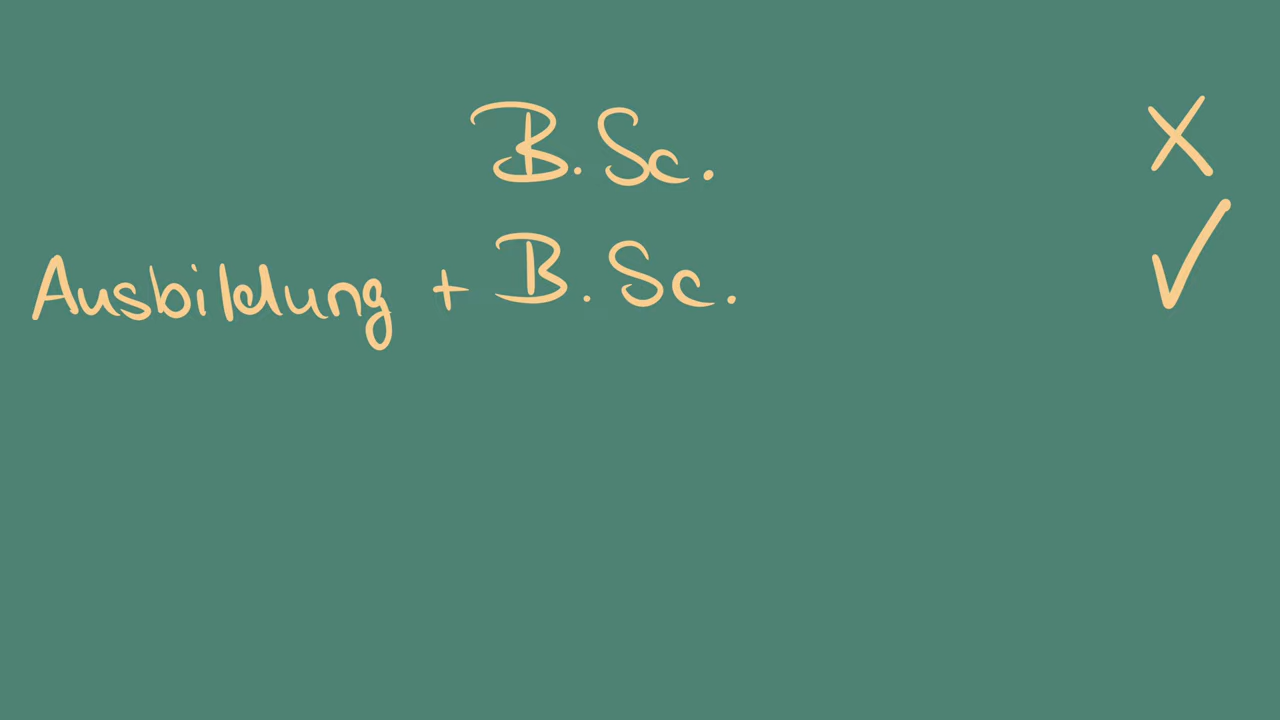 B.Sc. X
Ausbildung + B.Sc. ✓